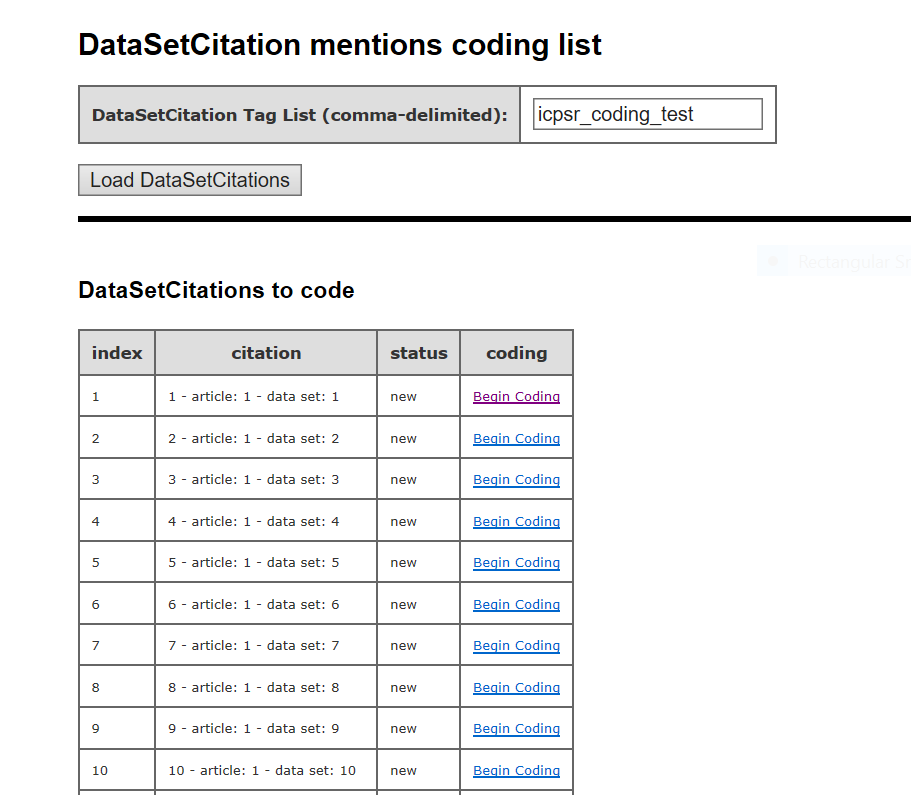 DataSetCitation mentions coding list
DataSetCitation Tag List (comma-delimited): icpsr_coding_test
Load DataSetCitations
Rectangular
DataSetCitations to code
index citation status coding
1 1 - article: 1 - data set: 1 new Begin Coding
2 2 - article: 1 - data set: 2 new Begin Coding
3 3 - article: 1 - data set: 3 new Begin Coding
4 4 - article: 1 - data set: 4 new Begin Coding
5 5 - article: 1 - data set: 5 new Begin Coding
6 6 - article: 1 - data set: 6 new Begin Coding
7 7 - article: 1 - data set: 7 new Begin Coding
8 8 - article: 1 - data set: 8 new Begin Coding
9 9 - article: 1 - data set: 9 new Begin Coding
10 10 - article: 1 - data set: 10 new Begin Coding